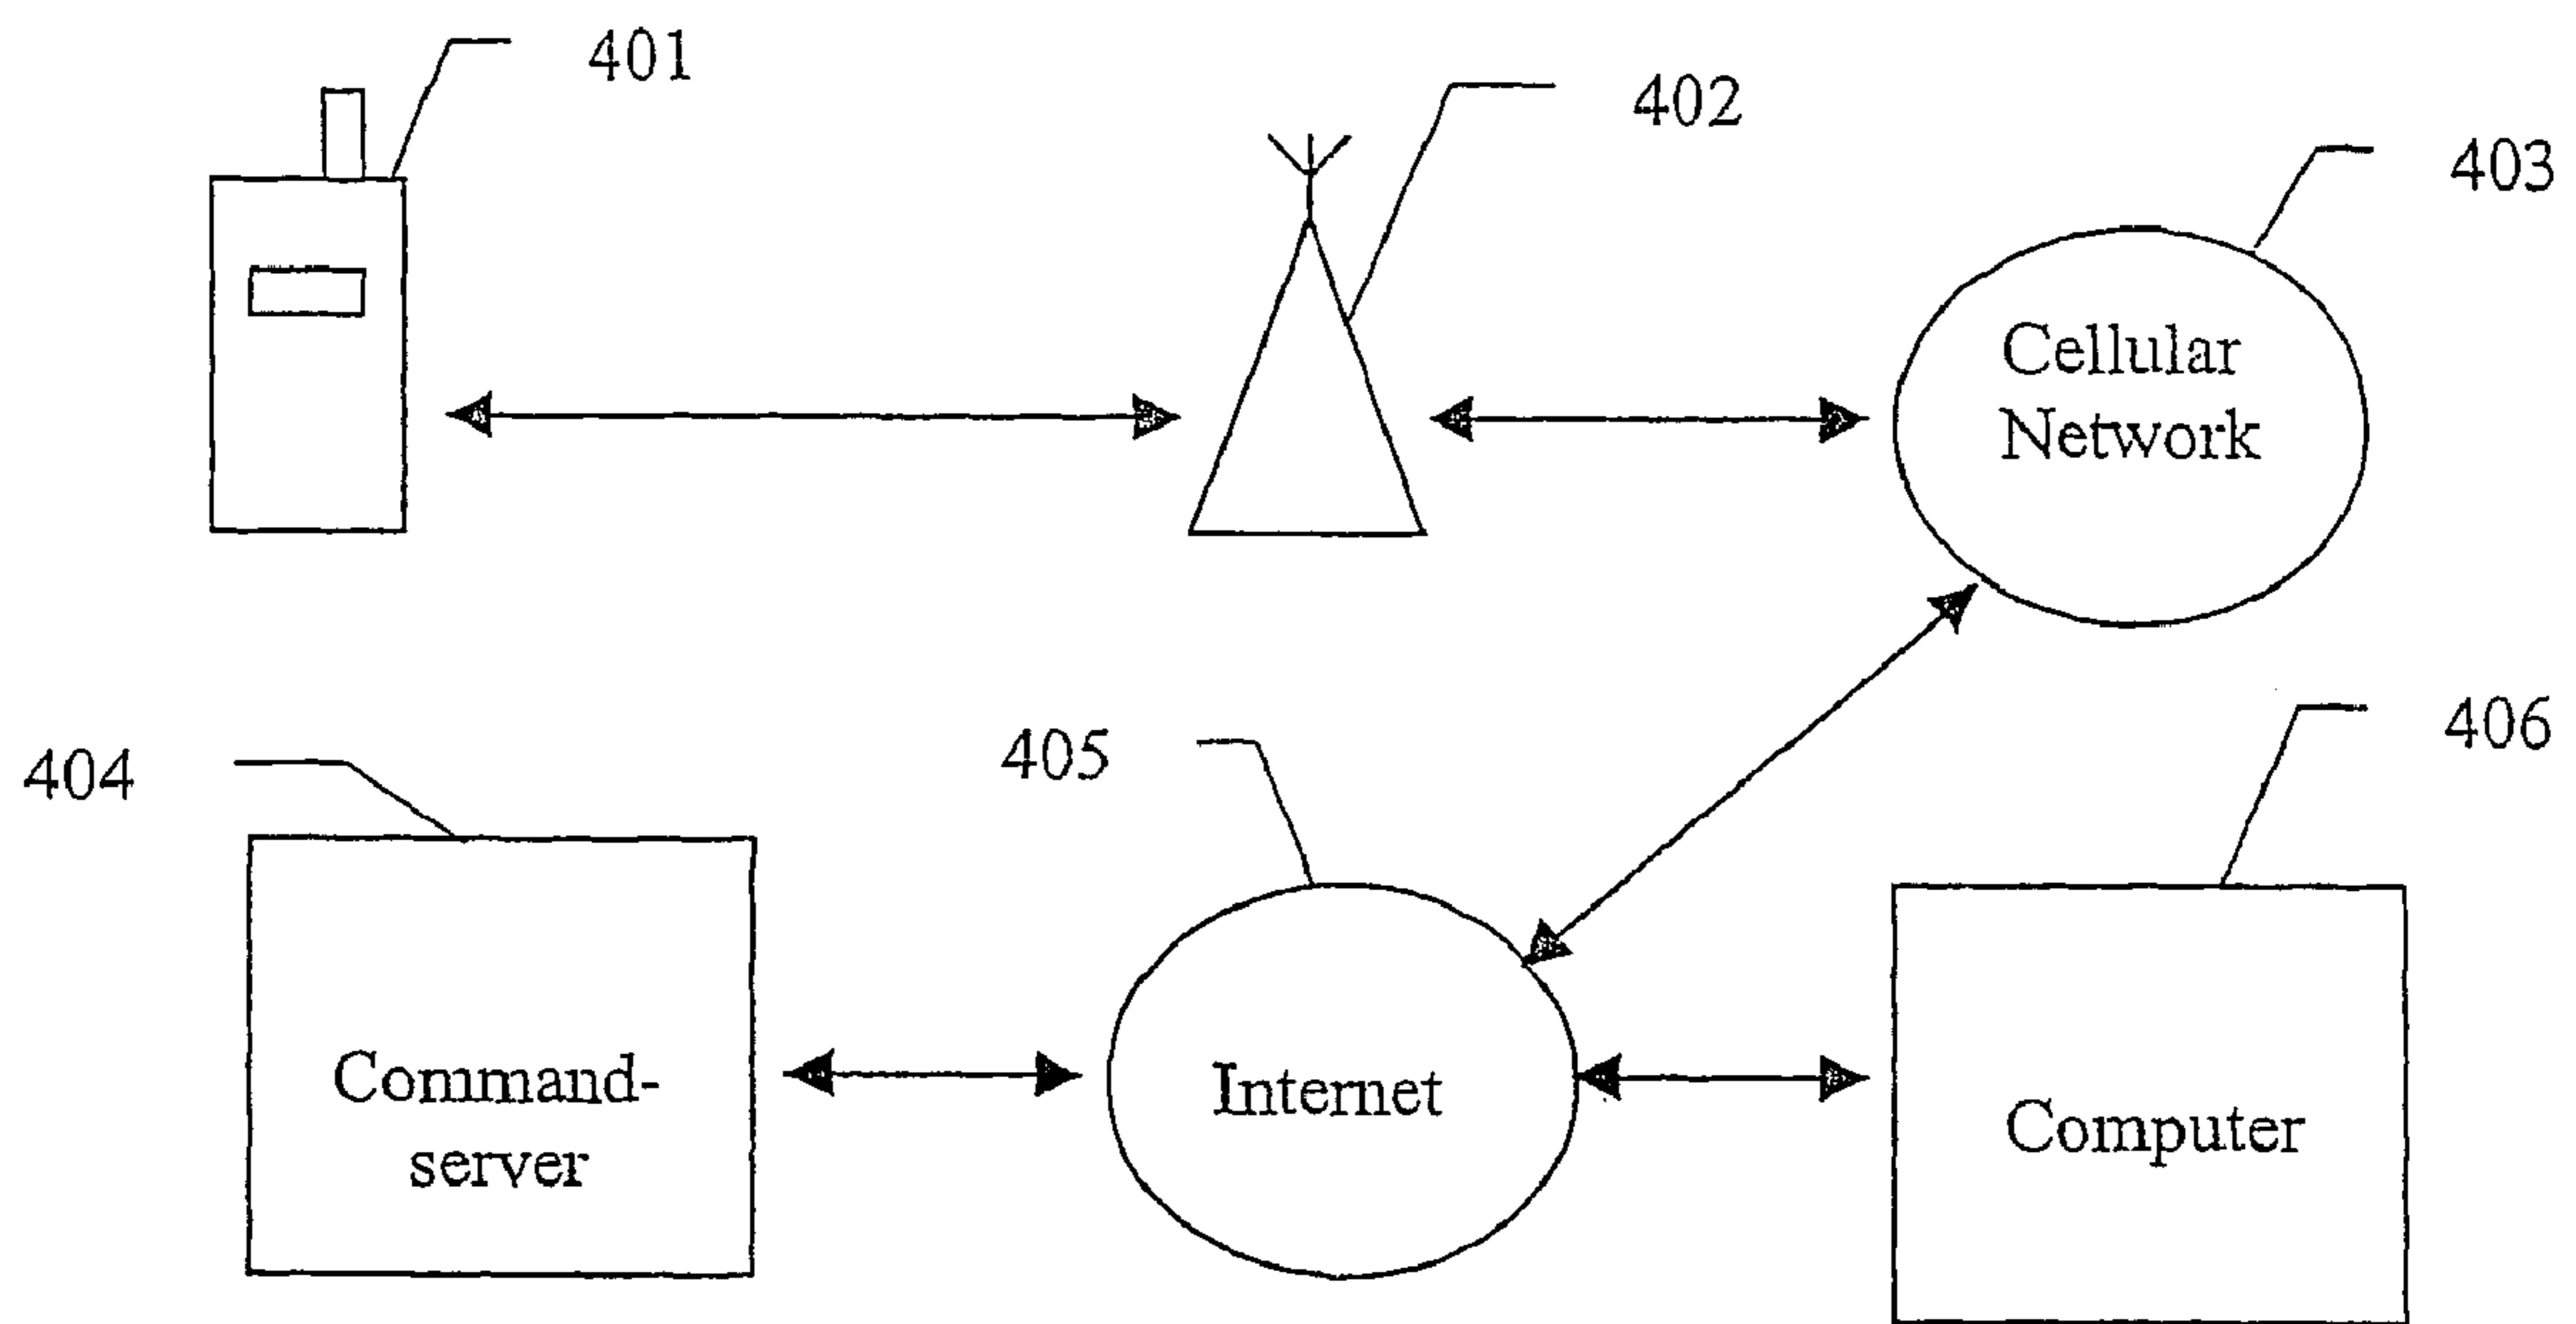 401
402
403
Cellular
Network
404
405
406
Command-
server
Internet
Computer